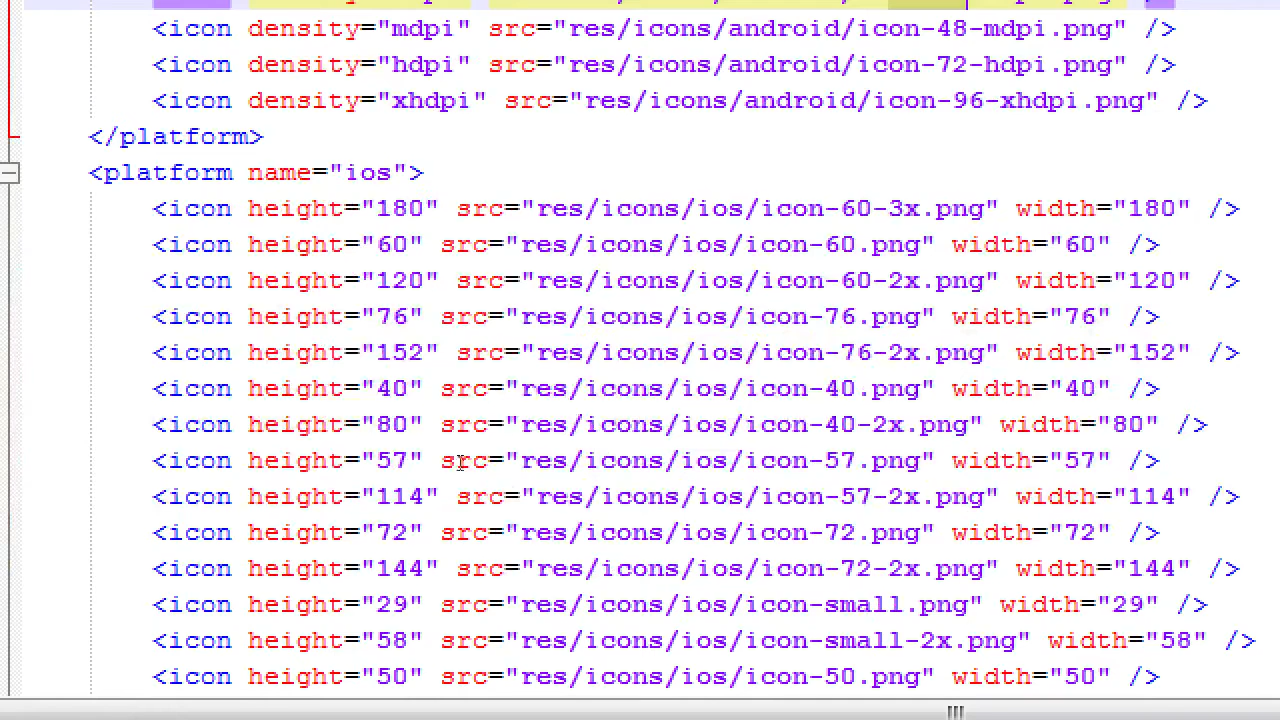 <icon density="mdpi" src="res/icons/android/icon-48-mdpi.png" />
<icon density="hdpi" src="res/icons/android/icon-72-hdpi.png" />
<icon density="xhdpi" src="res/icons/android/icon-96-xhdpi.png" />
</platform>
<platform name="ios">
<icon height="180" src="res/icons/ios/icon-60-3x.png" width="180" />
<icon height="60" src="res/icons/ios/icon-60.png" width="60" />
<icon height="120" src="res/icons/ios/icon-60-2x.png" width="120" />
<icon height="76" src="res/icons/ios/icon-76.png" width="76" />
<icon height="152" src="res/icons/ios/icon-76-2x.png" width="152" />
<icon height="40" src="res/icons/ios/icon-40.png" width="40" />
<icon height="80" src="res/icons/ios/icon-40-2x.png" width="80" />
<icon height="57" src="res/icons/ios/icon-57.png" width="57" />
<icon height="114" src="res/icons/ios/icon-57-2x.png" width="114" />
<icon height="72" src="res/icons/ios/icon-72.png" width="72" />
<icon height="144" src="res/icons/ios/icon-72-2x.png" width="144" />
<icon height="29" src="res/icons/ios/icon-small.png" width="29" />
<icon height="58" src="res/icons/ios/icon-small-2x.png" width="58" />
<icon height="50" src="res/icons/ios/icon-50.png" width="50" />